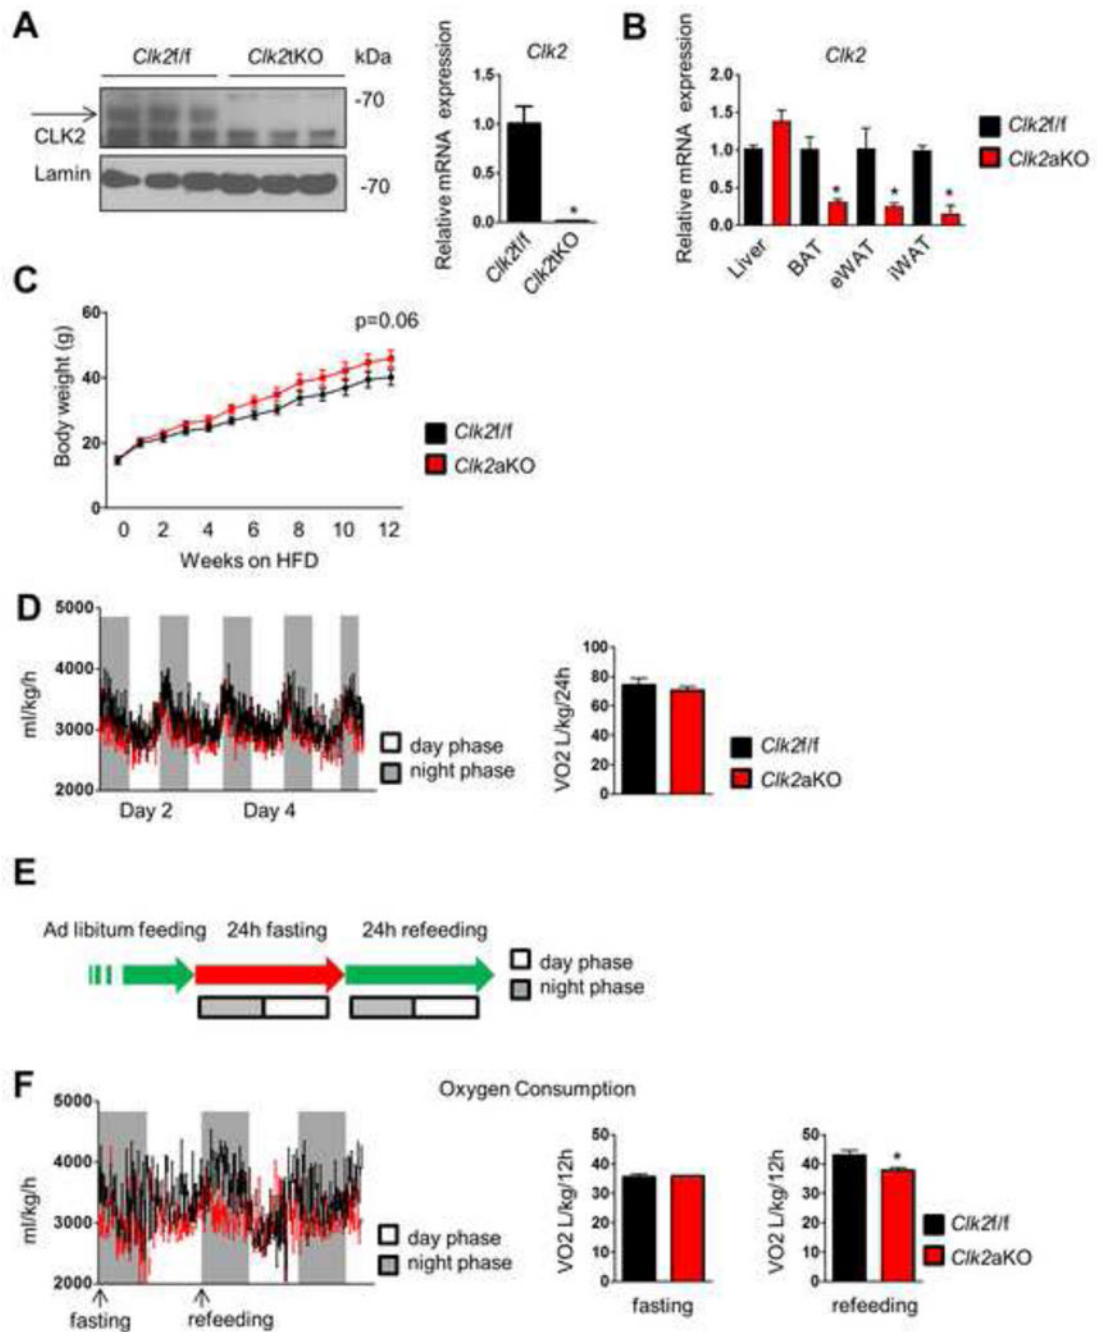 A
Clk2f/f
Clk2tKO
kDa
-70
CLK2
Lamin
-70
Clk2
Relative mRNA expression
1.5
1.0
0.5
0.0
Clk2f/f
Clk2tKO
*
B
Clk2
Relative mRNA expression
2.0
1.5
1.0
0.5
0.0
* * *
Liver
BAT
eWAT
iWAT
Clk2f/f
Clk2aKO
C
Body weight (g)
60
40
20
0
p=0.06
0 2 4 6 8 10 12
Weeks on HFD
Clk2f/f
Clk2aKO
D
ml/kg/h
5000
4000
3000
2000
Day 2 Day 4
day phase
night phase
VO2 L/kg/24h
100
80
60
40
20
0
Clk2f/f
Clk2aKO
E
Ad libitum feeding 24h fasting 24h refeeding
day phase
night phase
F
Oxygen Consumption
ml/kg/h
5000
4000
3000
2000
fasting
refeeding
day phase
night phase
VO2 L/kg/12h
50
40
30
20
10
0
fasting
VO2 L/kg/12h
50
40
30
20
10
0
*
refeeding
Clk2f/f
Clk2aKO